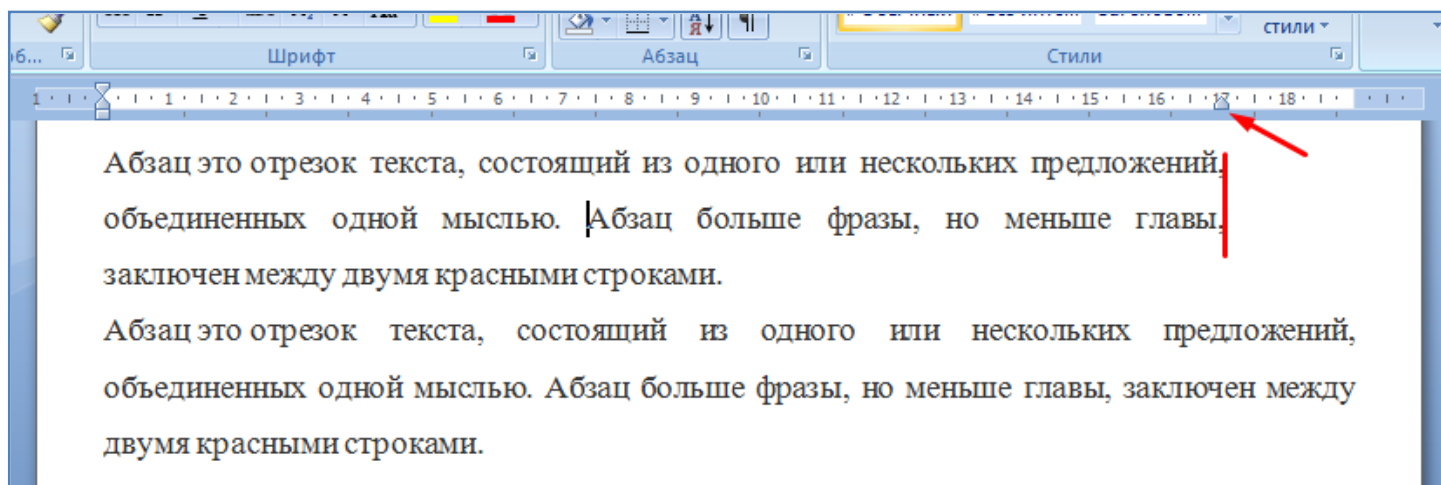 стили
Шрифт Абзац Стили
1 1 2 3 4 5 6 7 8 9 10 11 12 13 14 15 16 17 18
Абзац это отрезок текста, состоящий из одного или нескольких предложений,
объединенных одной мыслью. Абзац больше фразы, но меньше главы,
заключен между двумя красными строками.
Абзац это отрезок текста, состоящий из одного или нескольких предложений,
объединенных одной мыслью. Абзац больше фразы, но меньше главы, заключен между
двумя красными строками.